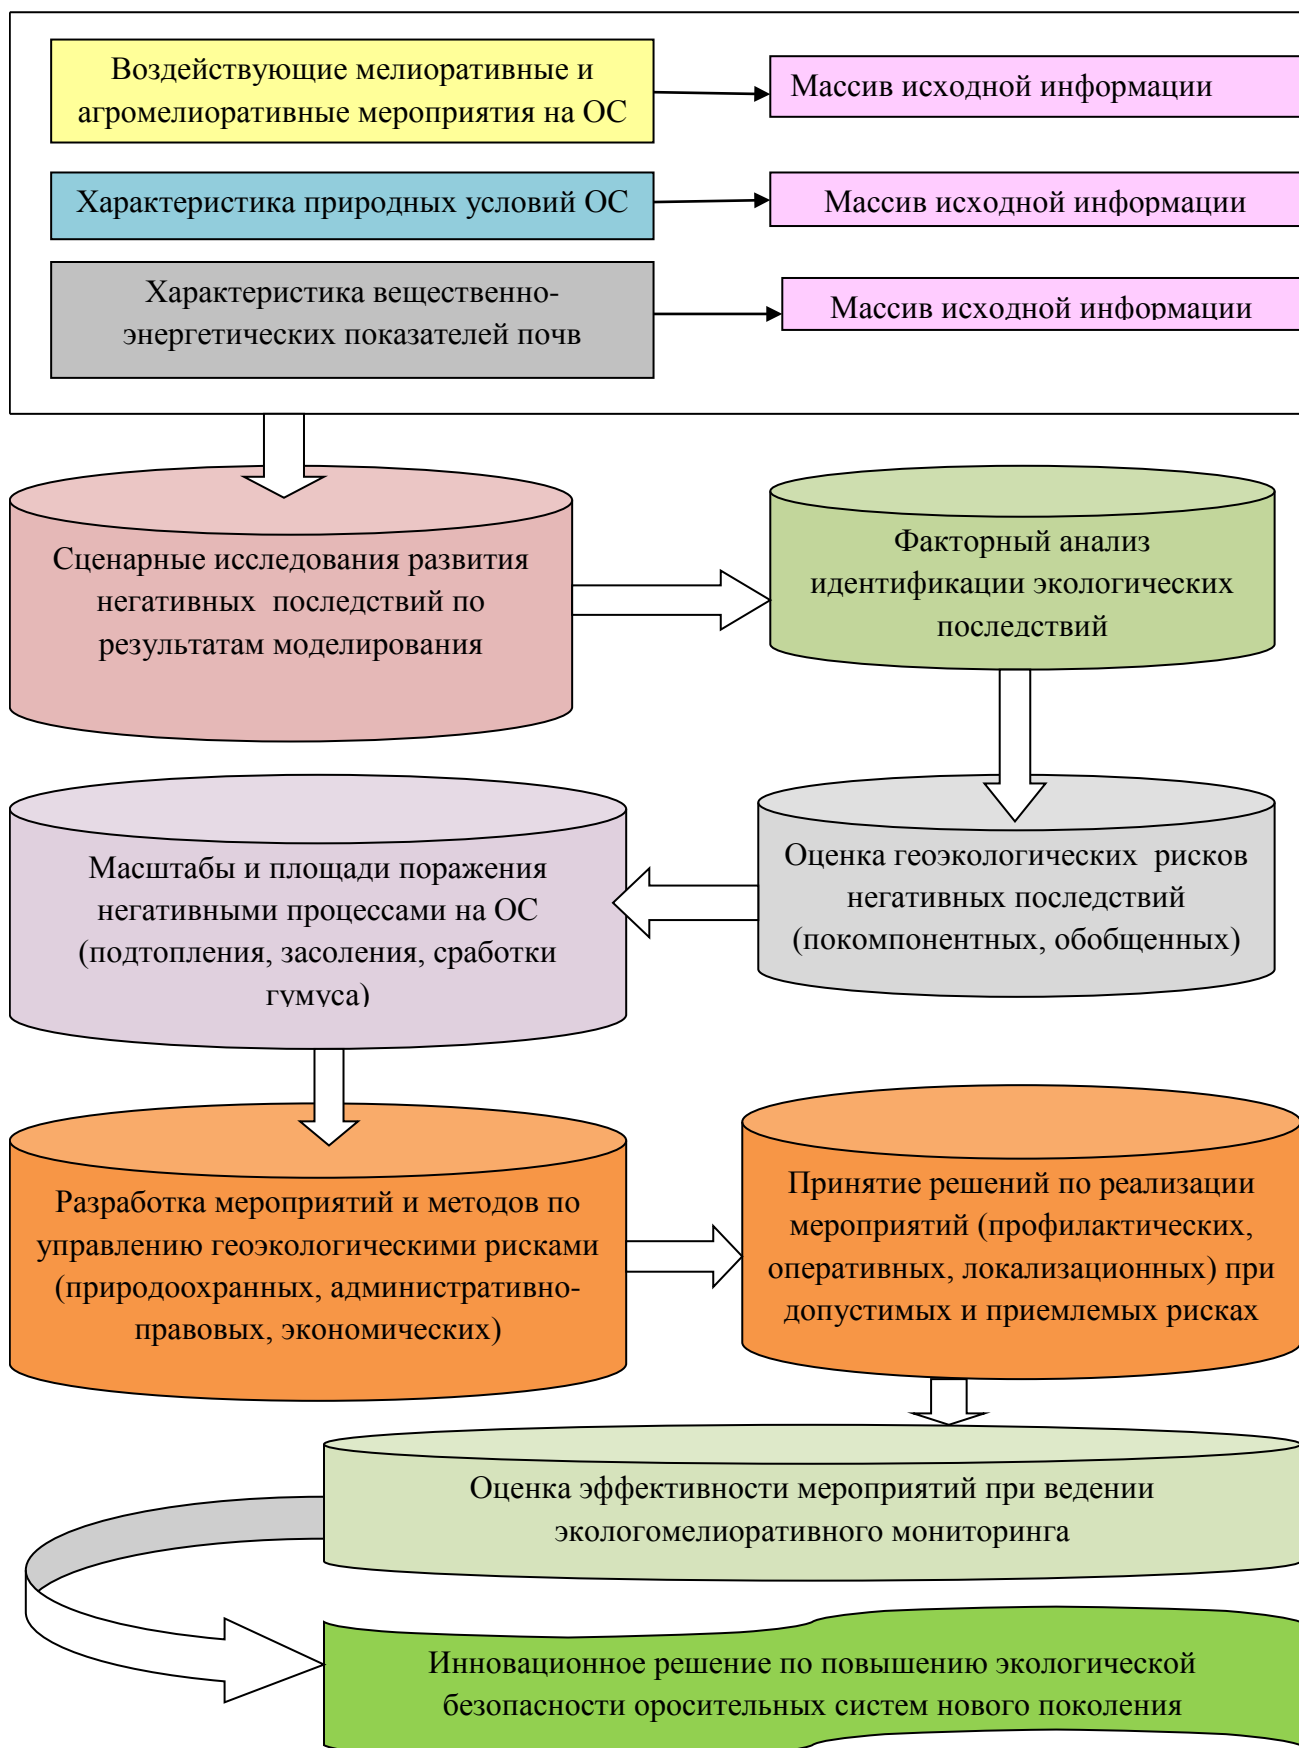 Воздействующие мелиоративные и
агромелиоративные мероприятия на ОС
Массив исходной информации
Характеристика природных условий ОС
Массив исходной информации
Характеристика вещественно-
энергетических показателей почв
Массив исходной информации
Сценарные исследования развития
негативных последствий по
результатам моделирования
Факторный анализ
идентификации экологических
последствий
Оценка геоэкологических рисков
негативных последствий
(покомпонентных, обобщенных)
Масштабы и площади поражения
негативными процессами на ОС
(подтопления, засоления, сработки
гумуса)
Разработка мероприятий и методов по
управлению геоэкологическими рисками
(природоохранных, административно-
правовых, экономических)
Принятие решений по реализации
мероприятий (профилактических,
оперативных, локализационных) при
допустимых и приемлемых рисках
Оценка эффективности мероприятий при ведении
экологомелиоративного мониторинга
Инновационное решение по повышению экологической
безопасности оросительных систем нового поколения